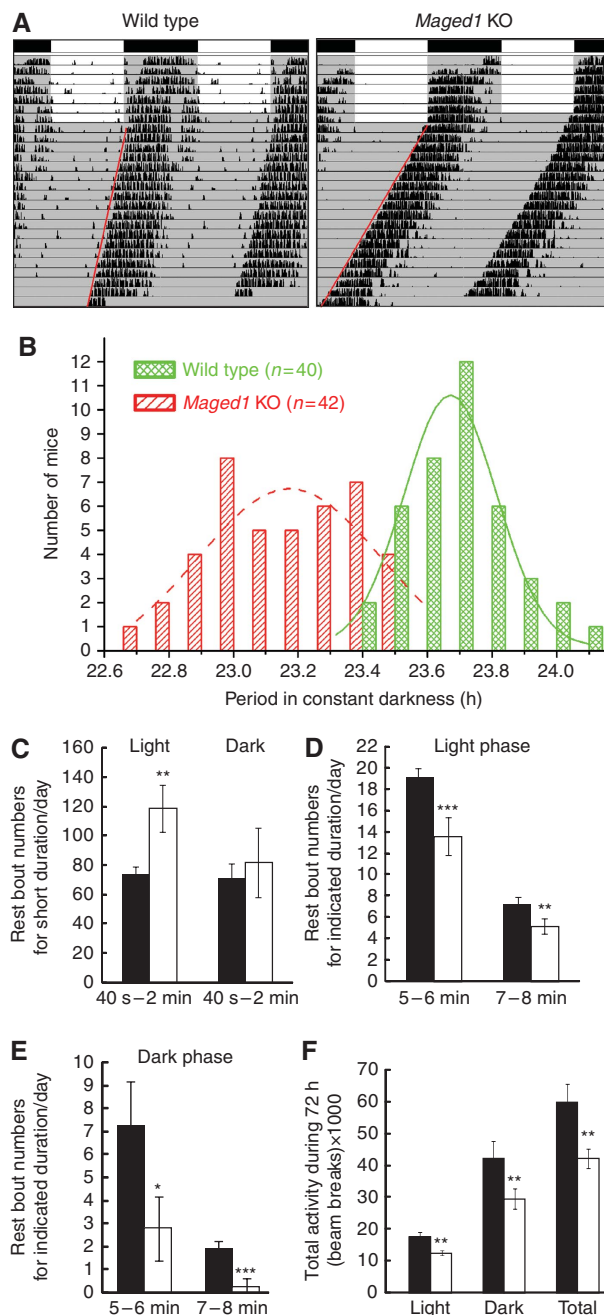 A
Wild type
Maged1 KO
B
Number of mice
12
11
10
9
8
7
6
5
4
3
2
1
0
Wild type (n=40)
Maged1 KO (n=42)
22.6 22.8 23.0 23.2 23.4 23.6 23.8 24.0
Period in constant darkness (h)
C
Rest bout numbers
for short duration/day
160
140
120
100
80
60
40
20
0
Light Dark
**
40 s–2 min 40 s–2 min
D
Rest bout numbers
for indicated duration/day
22
20
18
16
14
12
10
8
6
4
2
0
Light phase
***
**
5–6 min 7–8 min
E
Rest bout numbers
for indicated duration/day
10
9
8
7
6
5
4
3
2
1
0
Dark phase
*
***
5–6 min 7–8 min
F
Total activity during 72 h
(beam breaks)×1000
70
60
50
40
30
20
10
0
**
**
**
Light Dark Total